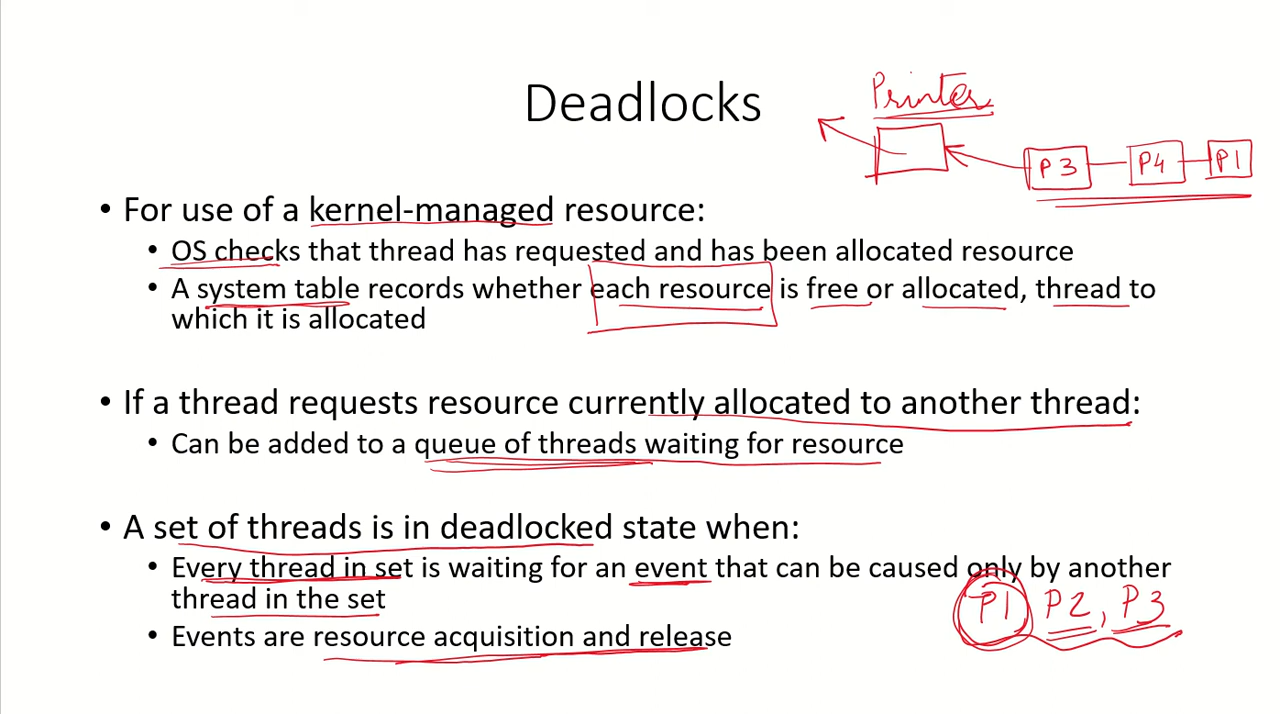 Deadlocks
Printer
P3 P4 P1
• For use of a kernel-managed resource:
• OS checks that thread has requested and has been allocated resource
• A system table records whether each resource is free or allocated, thread to
which it is allocated
• If a thread requests resource currently allocated to another thread:
• Can be added to a queue of threads waiting for resource
• A set of threads is in deadlocked state when:
• Every thread in set is waiting for an event that can be caused only by another
thread in the set
P1 P2, P3
• Events are resource acquisition and release